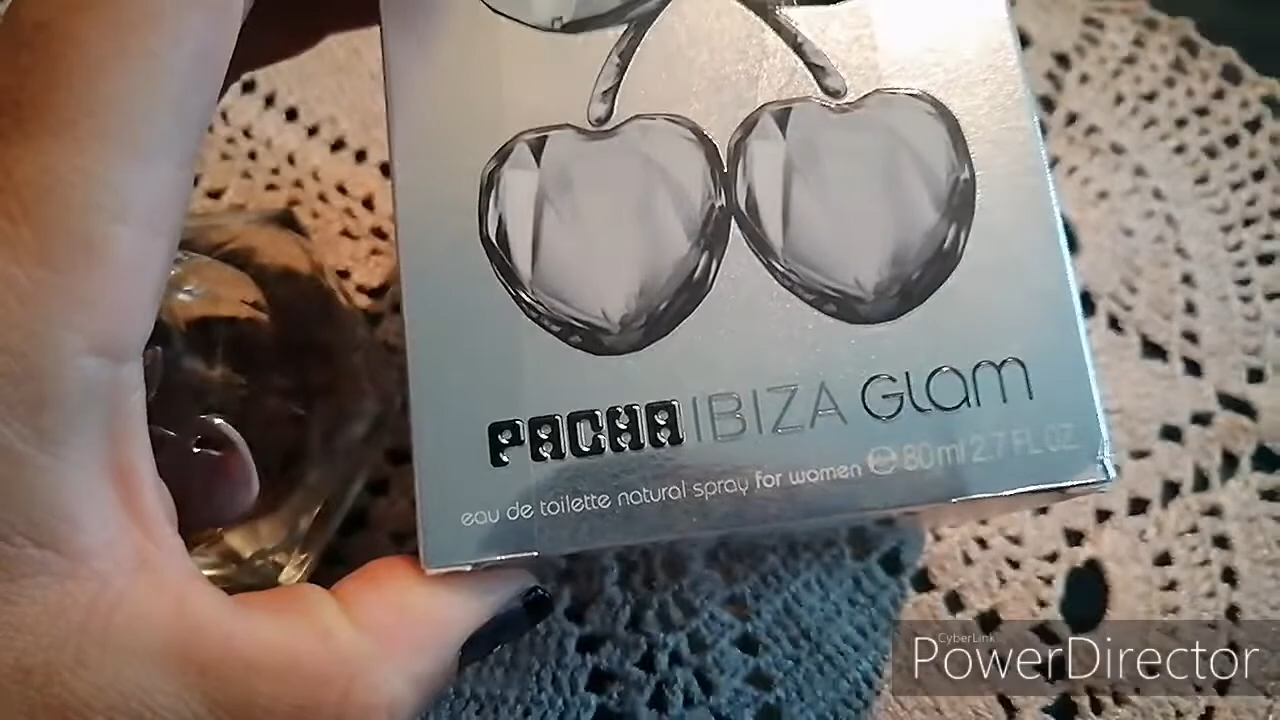 PACHA IBIZA GLam
eau de toilette natural spray for women ℮ 80 ml 2.7 FL OZ
CyberLink
PowerDirector